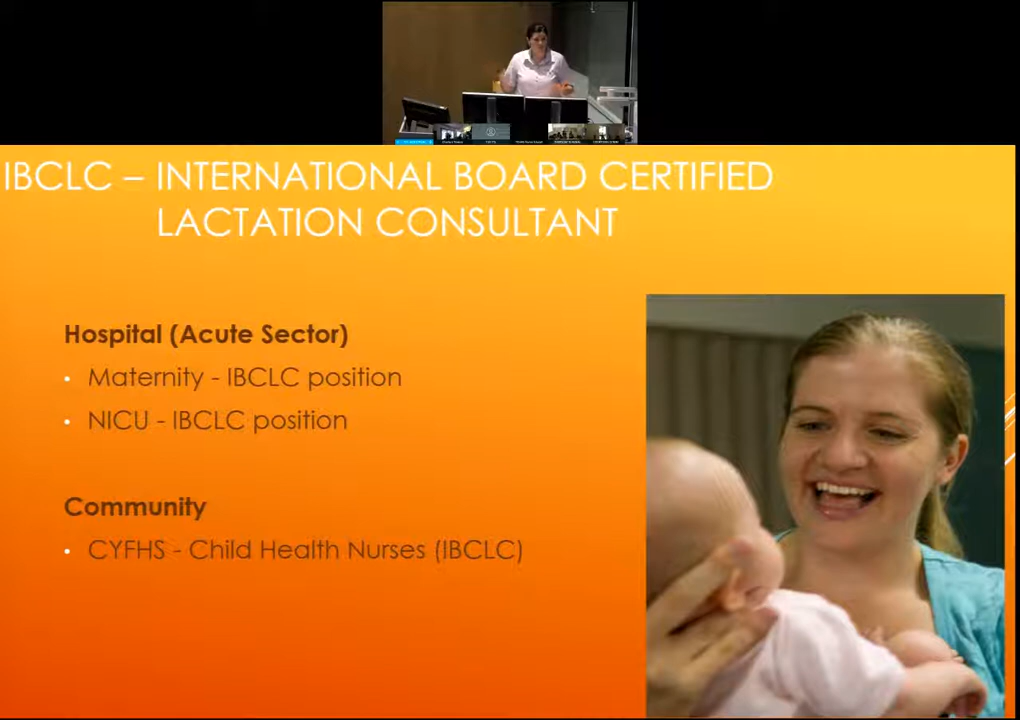 IBCLC – INTERNATIONAL BOARD CERTIFIED
LACTATION CONSULTANT
Hospital (Acute Sector)
• Maternity - IBCLC position
• NICU - IBCLC position
Community
• CYFHS - Child Health Nurses (IBCLC)